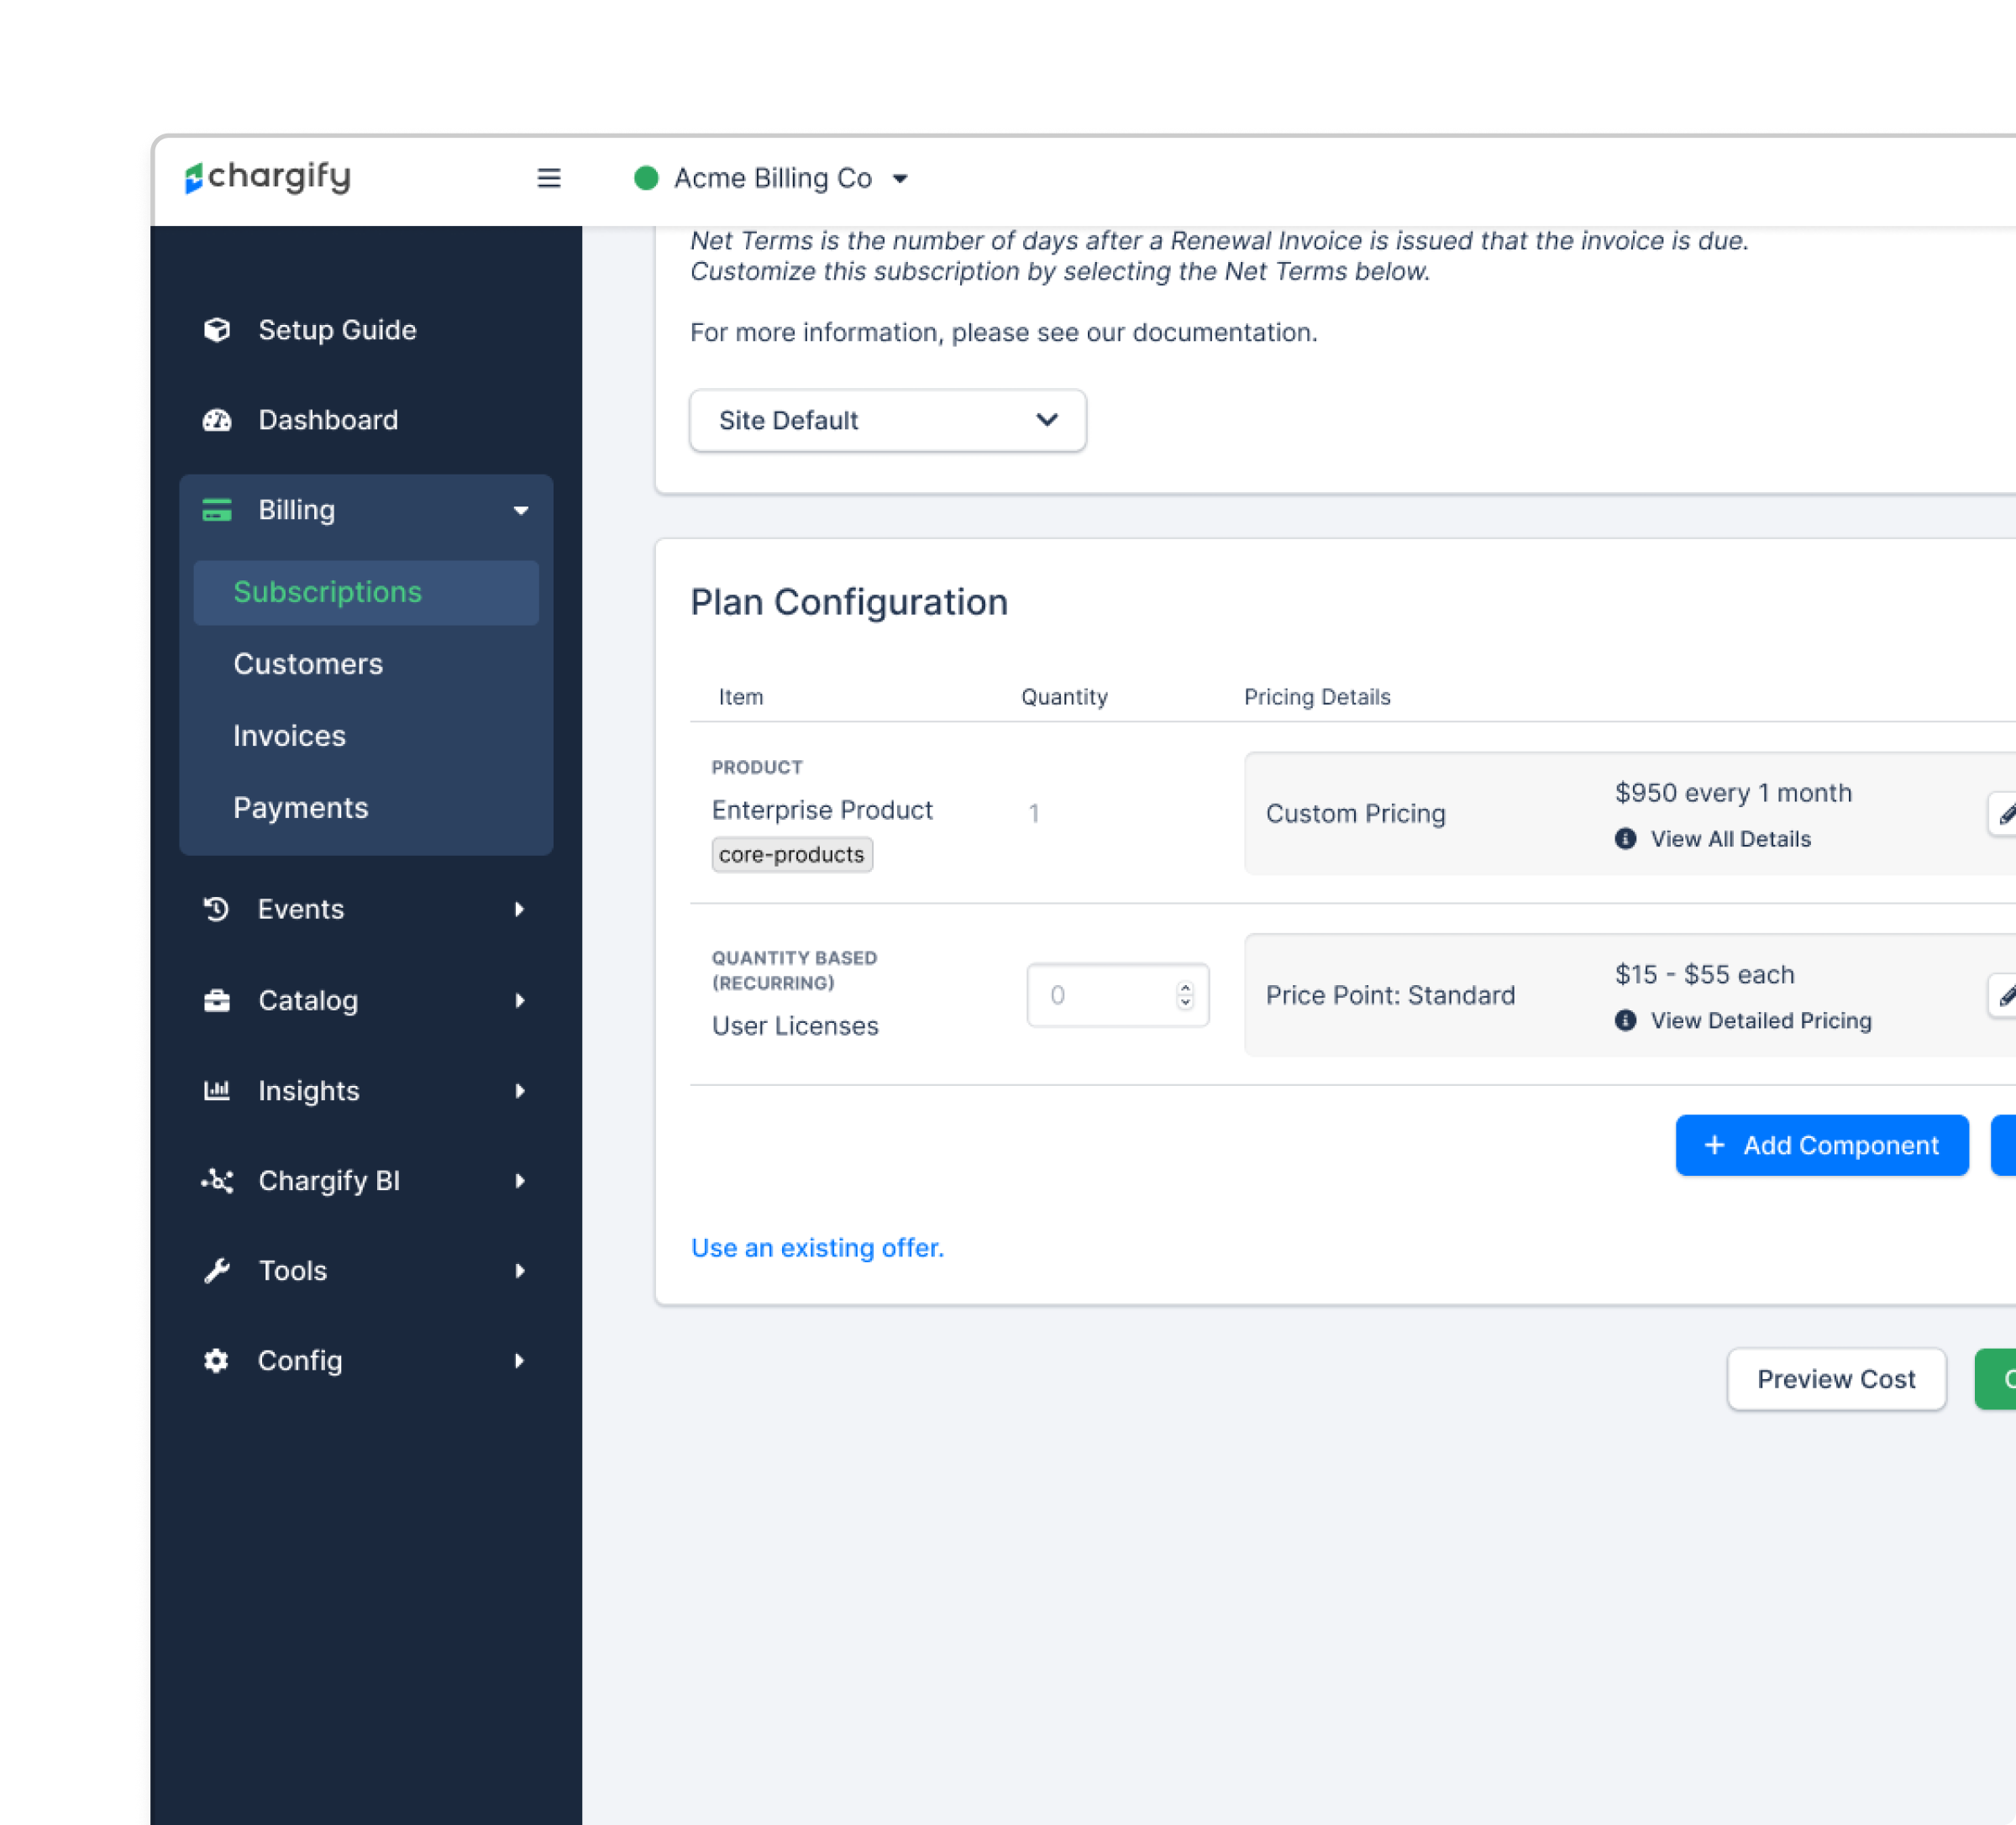 chargify
Acme Billing Co
Setup Guide
Dashboard
Billing
Subscriptions
Customers
Invoices
Payments
Events
Catalog
Insights
Chargify BI
Tools
Config
Net Terms is the number of days after a Renewal Invoice is issued that the invoice is due.
Customize this subscription by selecting the Net Terms below.
For more information, please see our documentation.
Site Default
Plan Configuration
Item Quantity Pricing Details
PRODUCT
Enterprise Product
core-products
1
Custom Pricing
$950 every 1 month
View All Details
QUANTITY BASED
(RECURRING)
User Licenses
0
Price Point: Standard
$15 - $55 each
View Detailed Pricing
+ Add Component
Use an existing offer.
Preview Cost